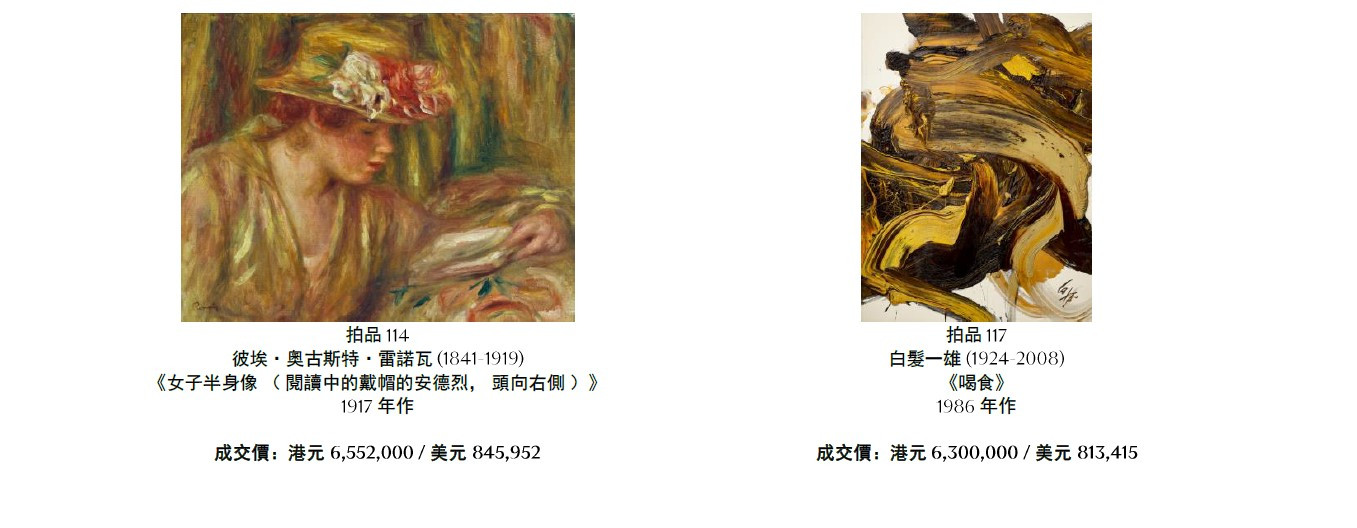 拍品 114
彼埃・奧古斯特・雷諾瓦 (1841-1919)
《女子半身像 （ 閱讀中的戴帽的安德烈， 頭向右側 ）》
1917 年作
成交價：港元 6,552,000 / 美元 845,952
拍品 117
白髮一雄 (1924-2008)
《喝食》
1986 年作
成交價：港元 6,300,000 / 美元 813,415